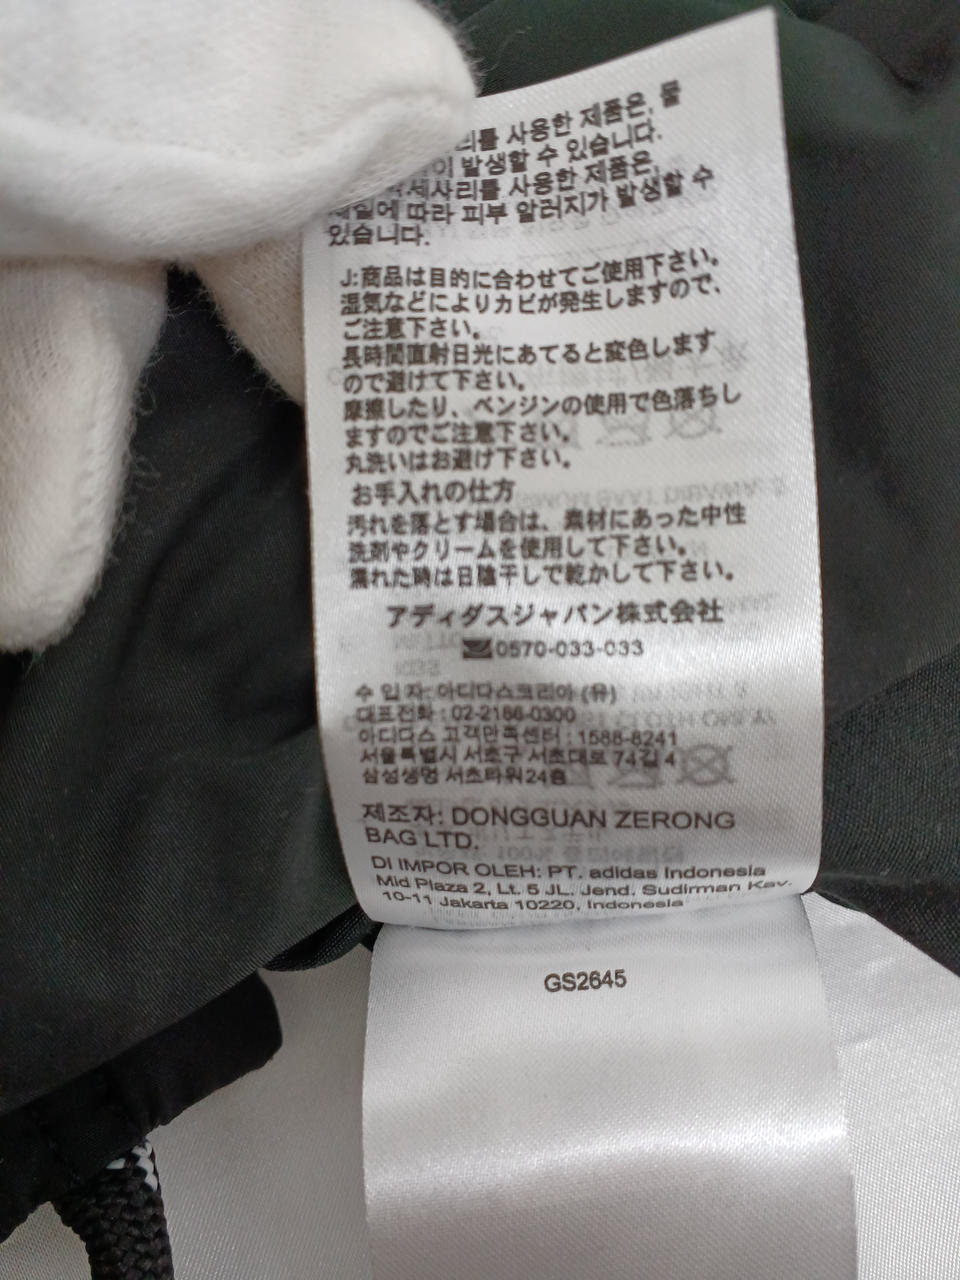 리를 사용한 제품은, 물
이 발생할 수 있습니다.
세사리를 사용한 제품은,
에 따라 피부 알러지가 발생할 수
있습니다.
J:商品は目的に合わせてご使用下さい。
湿気などによりカビが発生しますので、
ご注意下さい。
長時間直射日光にあてると変色します
ので避けて下さい。
摩擦したり、ベンジンの使用で色落ちし
ますのでご注意下さい。
丸洗いはお避け下さい。
お手入れの仕方
汚れを落とす場合は、素材にあった中性
洗剤やクリームを使用して下さい。
濡れた時は日陰干しで乾かして下さい。
アディダスジャパン株式会社
0570-033-033
수 입 자: 아디다스코리아 (유)
대표전화 : 02-2186-0300
아디다스 고객만족센터 : 1588-8241
서울특별시 서초구 서초대로 74길 4
삼성생명 서초타워24층
제조자: DONGGUAN ZERONG
BAG LTD.
DI IMPOR OLEH: PT. adidas Indonesia
Mid Plaza 2, Lt. 5 JL. Jend. Sudirman Kav.
10-11 Jakarta 10220, Indonesia
GS2645